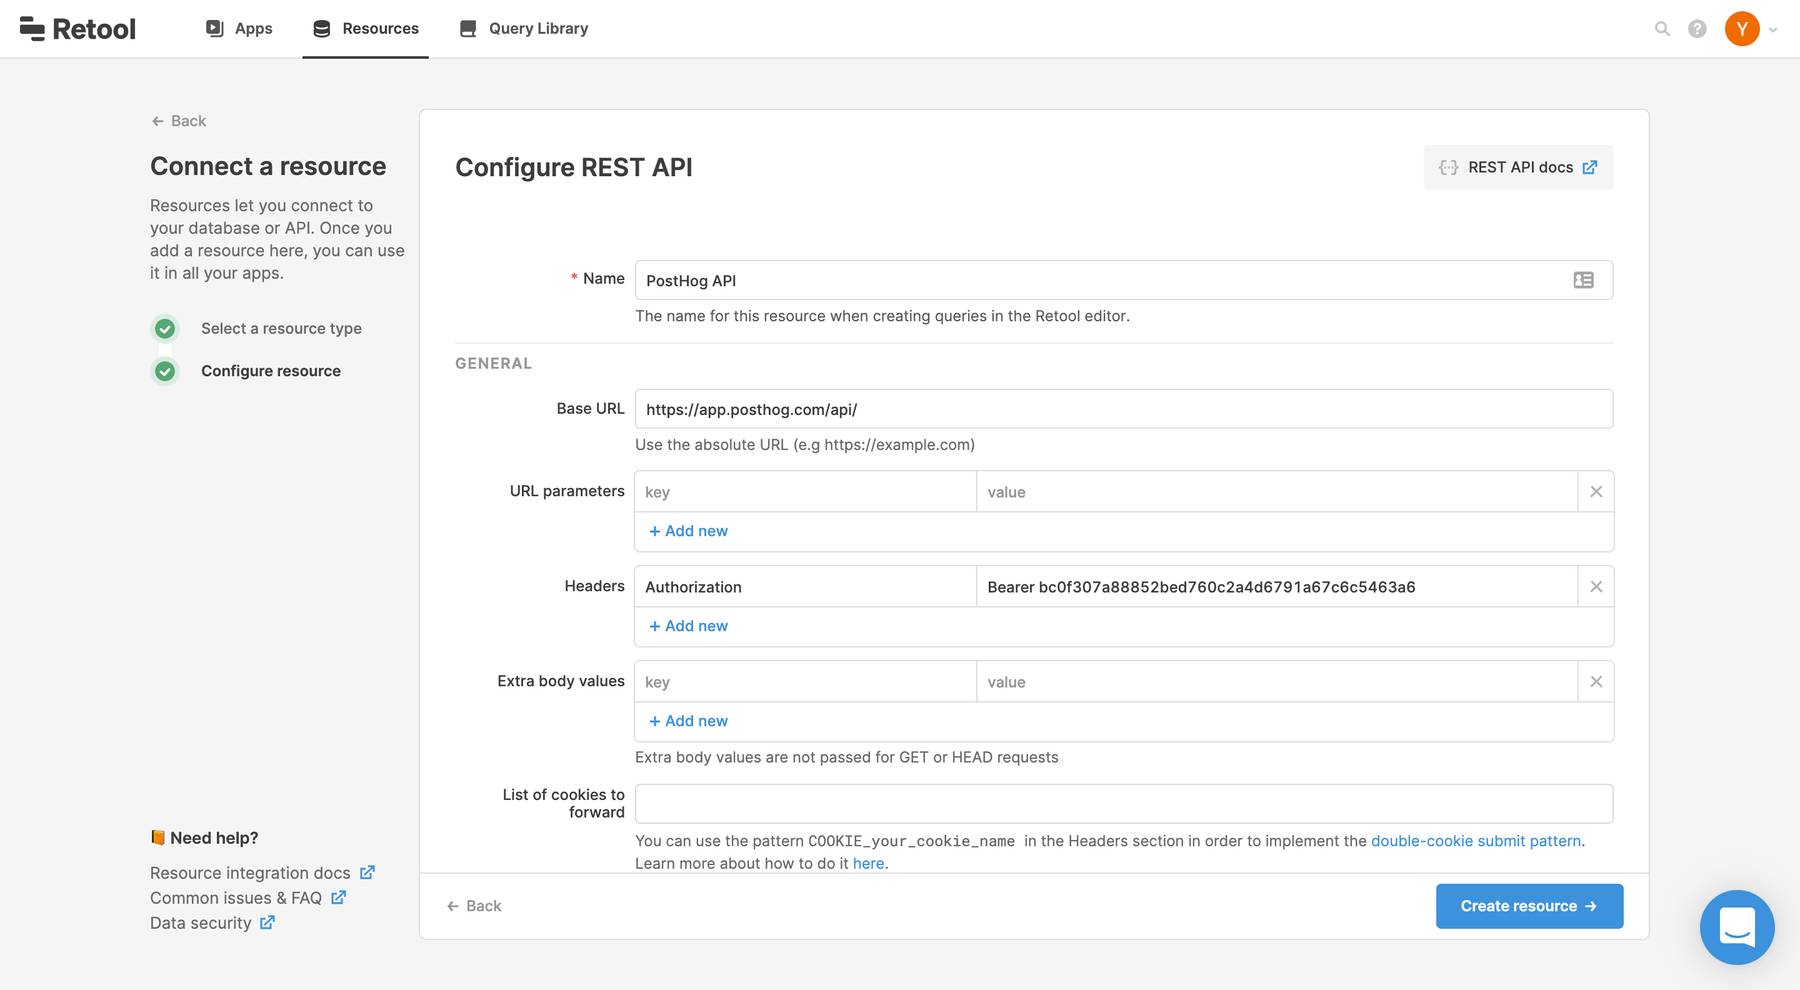 Retool
Apps
Resources
Query Library
Y
← Back
Connect a resource
Resources let you connect to
your database or API. Once you
add a resource here, you can use
it in all your apps.
Select a resource type
Configure resource
Need help?
Resource integration docs
Common issues & FAQ
Data security
Configure REST API
REST API docs
* Name
PostHog API
The name for this resource when creating queries in the Retool editor.
GENERAL
Base URL
https://app.posthog.com/api/
Use the absolute URL (e.g https://example.com)
URL parameters
key
value
+ Add new
Headers
Authorization
Bearer bc0f307a88852bed760c2a4d6791a67c6c5463a6
+ Add new
Extra body values
key
value
+ Add new
Extra body values are not passed for GET or HEAD requests
List of cookies to
forward
You can use the pattern COOKIE_your_cookie_name in the Headers section in order to implement the double-cookie submit pattern.
Learn more about how to do it here.
← Back
Create resource →